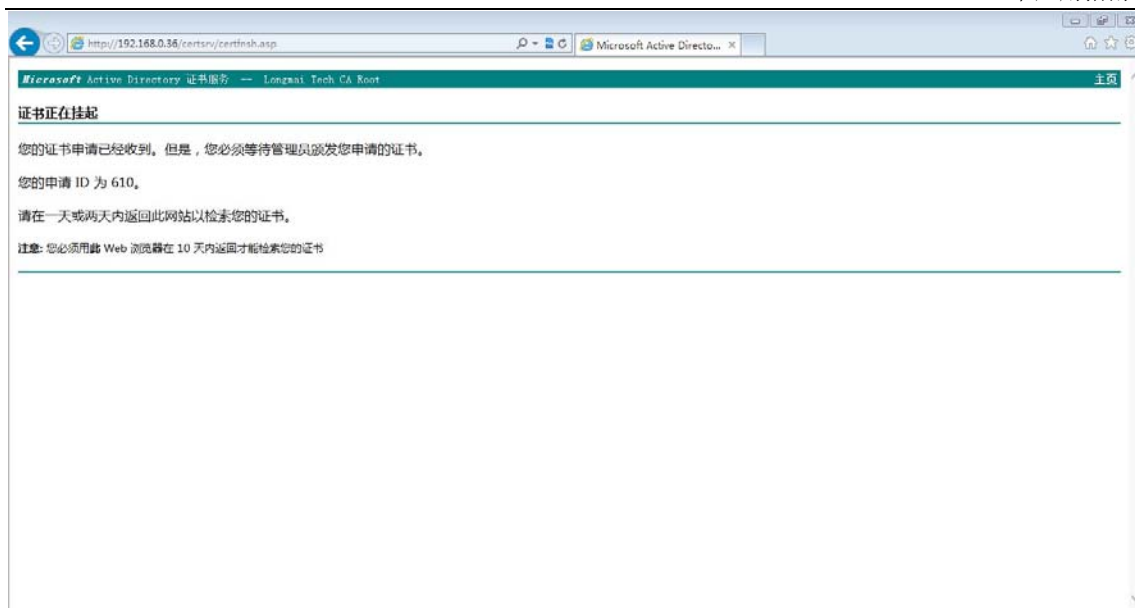 http://192.168.0.36/certsrv/certfnsh.asp
Microsoft Active Directo...
Microsoft Active Directory 证书服务 -- Longmai Tech CA Root 主页
证书正在挂起
您的证书申请已经收到。但是，您必须等待管理员颁发您申请的证书。
您的申请 ID 为 610。
请在一天或两天内返回此网站以检索您的证书。
注意: 您必须用此 Web 浏览器在 10 天内返回才能检索您的证书